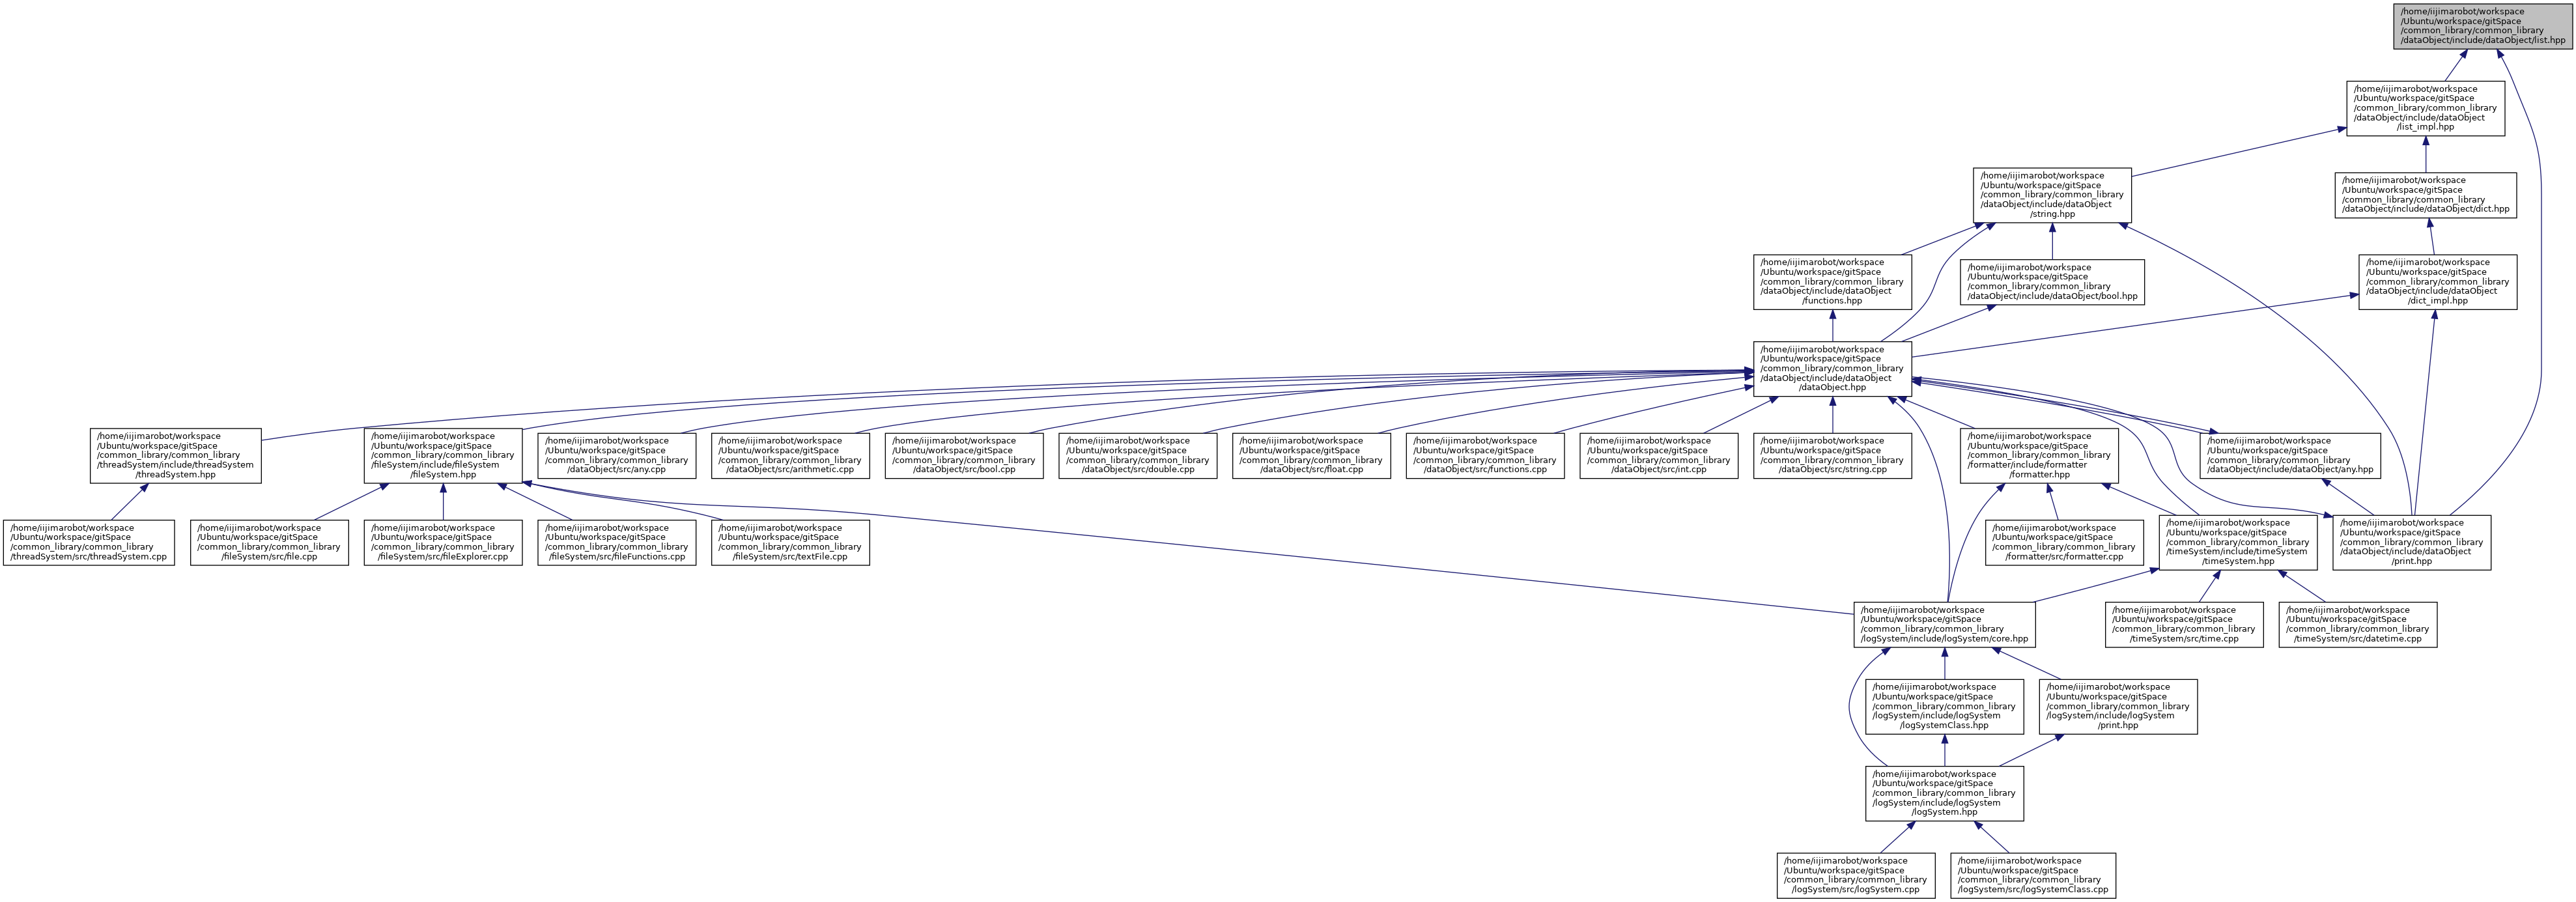 /home/iijimarobot/workspace
/Ubuntu/workspace/gitSpace
/common_library/common_library
/dataObject/include/dataObject/list.hpp
/home/iijimarobot/workspace
/Ubuntu/workspace/gitSpace
/common_library/common_library
/dataObject/include/dataObject
/list_impl.hpp
/home/iijimarobot/workspace
/Ubuntu/workspace/gitSpace
/common_library/common_library
/dataObject/include/dataObject
/string.hpp
/home/iijimarobot/workspace
/Ubuntu/workspace/gitSpace
/common_library/common_library
/dataObject/include/dataObject/dict.hpp
/home/iijimarobot/workspace
/Ubuntu/workspace/gitSpace
/common_library/common_library
/dataObject/include/dataObject
/functions.hpp
/home/iijimarobot/workspace
/Ubuntu/workspace/gitSpace
/common_library/common_library
/dataObject/include/dataObject/bool.hpp
/home/iijimarobot/workspace
/Ubuntu/workspace/gitSpace
/common_library/common_library
/dataObject/include/dataObject
/dict_impl.hpp
/home/iijimarobot/workspace
/Ubuntu/workspace/gitSpace
/common_library/common_library
/dataObject/include/dataObject
/dataObject.hpp
/home/iijimarobot/workspace
/Ubuntu/workspace/gitSpace
/common_library/common_library
/threadSystem/include/threadSystem
/threadSystem.hpp
/home/iijimarobot/workspace
/Ubuntu/workspace/gitSpace
/common_library/common_library
/fileSystem/include/fileSystem
/fileSystem.hpp
/home/iijimarobot/workspace
/Ubuntu/workspace/gitSpace
/common_library/common_library
/dataObject/src/any.cpp
/home/iijimarobot/workspace
/Ubuntu/workspace/gitSpace
/common_library/common_library
/dataObject/src/arithmetic.cpp
/home/iijimarobot/workspace
/Ubuntu/workspace/gitSpace
/common_library/common_library
/dataObject/src/bool.cpp
/home/iijimarobot/workspace
/Ubuntu/workspace/gitSpace
/common_library/common_library
/dataObject/src/double.cpp
/home/iijimarobot/workspace
/Ubuntu/workspace/gitSpace
/common_library/common_library
/dataObject/src/float.cpp
/home/iijimarobot/workspace
/Ubuntu/workspace/gitSpace
/common_library/common_library
/dataObject/src/functions.cpp
/home/iijimarobot/workspace
/Ubuntu/workspace/gitSpace
/common_library/common_library
/dataObject/src/int.cpp
/home/iijimarobot/workspace
/Ubuntu/workspace/gitSpace
/common_library/common_library
/dataObject/src/string.cpp
/home/iijimarobot/workspace
/Ubuntu/workspace/gitSpace
/common_library/common_library
/formatter/include/formatter
/formatter.hpp
/home/iijimarobot/workspace
/Ubuntu/workspace/gitSpace
/common_library/common_library
/dataObject/include/dataObject/any.hpp
/home/iijimarobot/workspace
/Ubuntu/workspace/gitSpace
/common_library/common_library
/threadSystem/src/threadSystem.cpp
/home/iijimarobot/workspace
/Ubuntu/workspace/gitSpace
/common_library/common_library
/fileSystem/src/file.cpp
/home/iijimarobot/workspace
/Ubuntu/workspace/gitSpace
/common_library/common_library
/fileSystem/src/fileExplorer.cpp
/home/iijimarobot/workspace
/Ubuntu/workspace/gitSpace
/common_library/common_library
/fileSystem/src/fileFunctions.cpp
/home/iijimarobot/workspace
/Ubuntu/workspace/gitSpace
/common_library/common_library
/fileSystem/src/textFile.cpp
/home/iijimarobot/workspace
/Ubuntu/workspace/gitSpace
/common_library/common_library
/formatter/src/formatter.cpp
/home/iijimarobot/workspace
/Ubuntu/workspace/gitSpace
/common_library/common_library
/timeSystem/include/timeSystem
/timeSystem.hpp
/home/iijimarobot/workspace
/Ubuntu/workspace/gitSpace
/common_library/common_library
/dataObject/include/dataObject
/print.hpp
/home/iijimarobot/workspace
/Ubuntu/workspace/gitSpace
/common_library/common_library
/logSystem/include/logSystem/core.hpp
/home/iijimarobot/workspace
/Ubuntu/workspace/gitSpace
/common_library/common_library
/timeSystem/src/time.cpp
/home/iijimarobot/workspace
/Ubuntu/workspace/gitSpace
/common_library/common_library
/timeSystem/src/datetime.cpp
/home/iijimarobot/workspace
/Ubuntu/workspace/gitSpace
/common_library/common_library
/logSystem/include/logSystem
/logSystemClass.hpp
/home/iijimarobot/workspace
/Ubuntu/workspace/gitSpace
/common_library/common_library
/logSystem/include/logSystem
/print.hpp
/home/iijimarobot/workspace
/Ubuntu/workspace/gitSpace
/common_library/common_library
/logSystem/include/logSystem
/logSystem.hpp
/home/iijimarobot/workspace
/Ubuntu/workspace/gitSpace
/common_library/common_library
/logSystem/src/logSystem.cpp
/home/iijimarobot/workspace
/Ubuntu/workspace/gitSpace
/common_library/common_library
/logSystem/src/logSystemClass.cpp